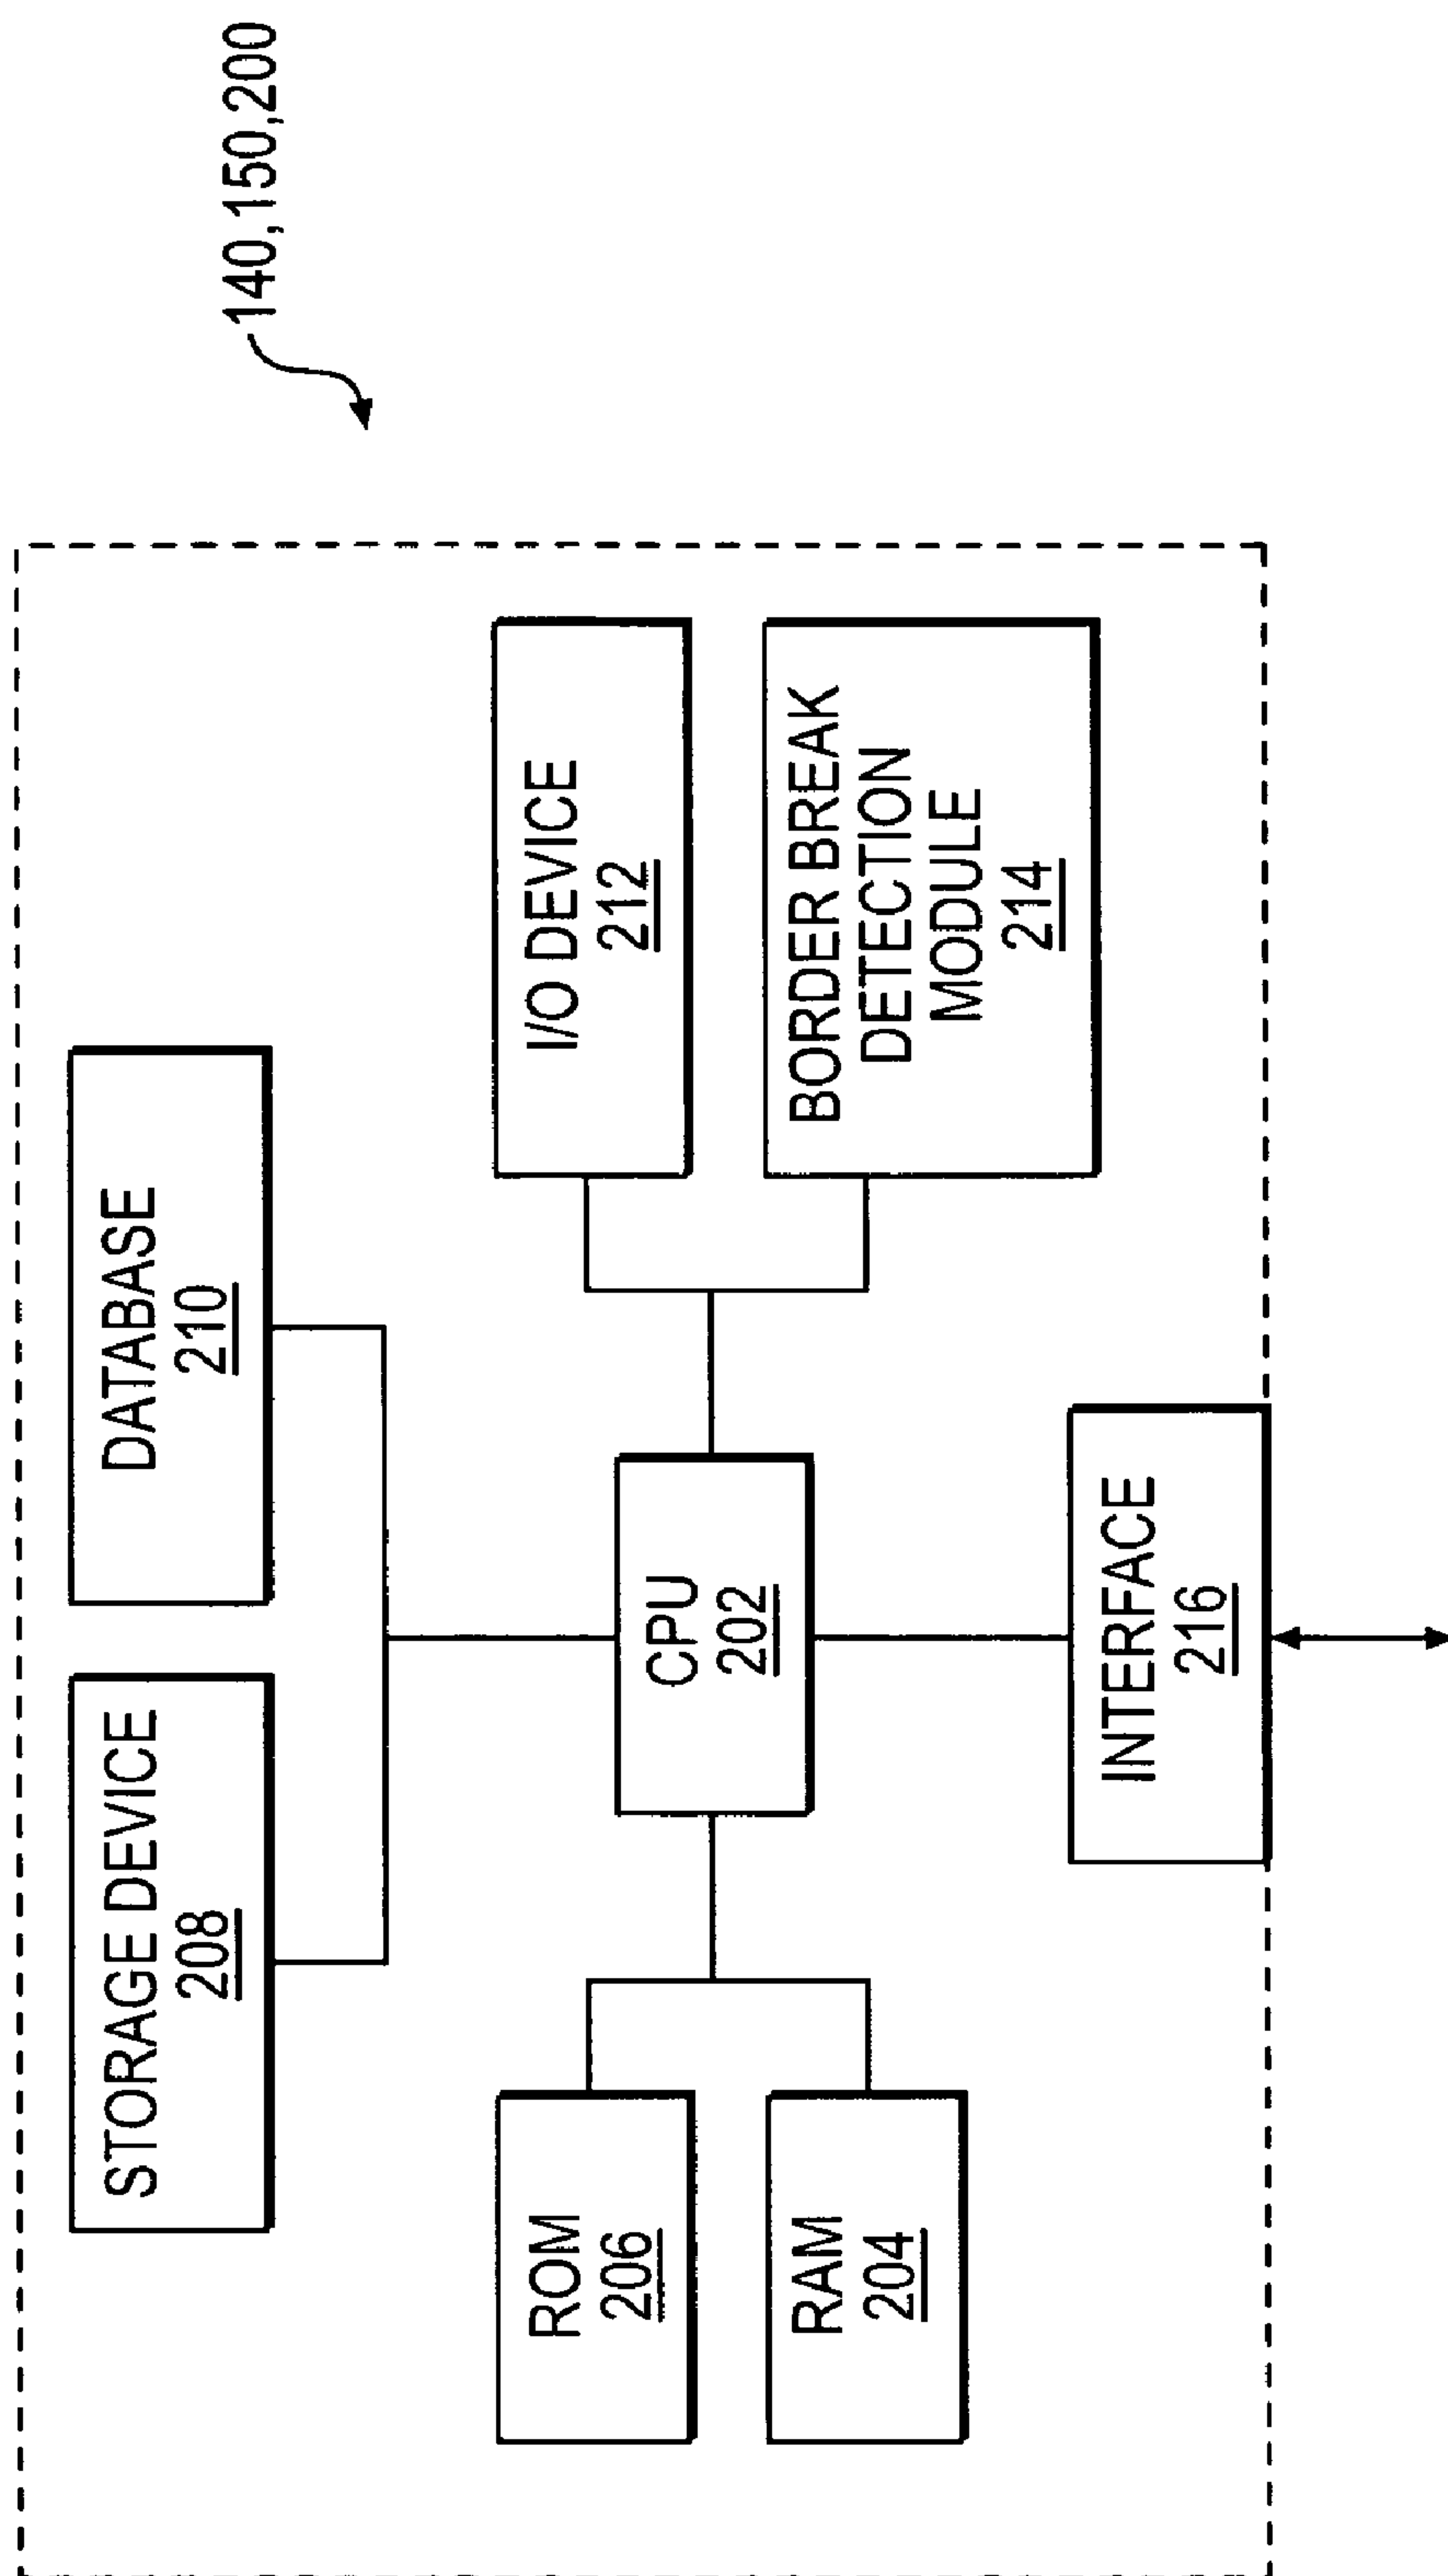 140,150,200
STORAGE DEVICE
208
DATABASE
210
ROM
206
RAM
204
CPU
202
I/O DEVICE
212
BORDER BREAK
DETECTION
MODULE
214
INTERFACE
216